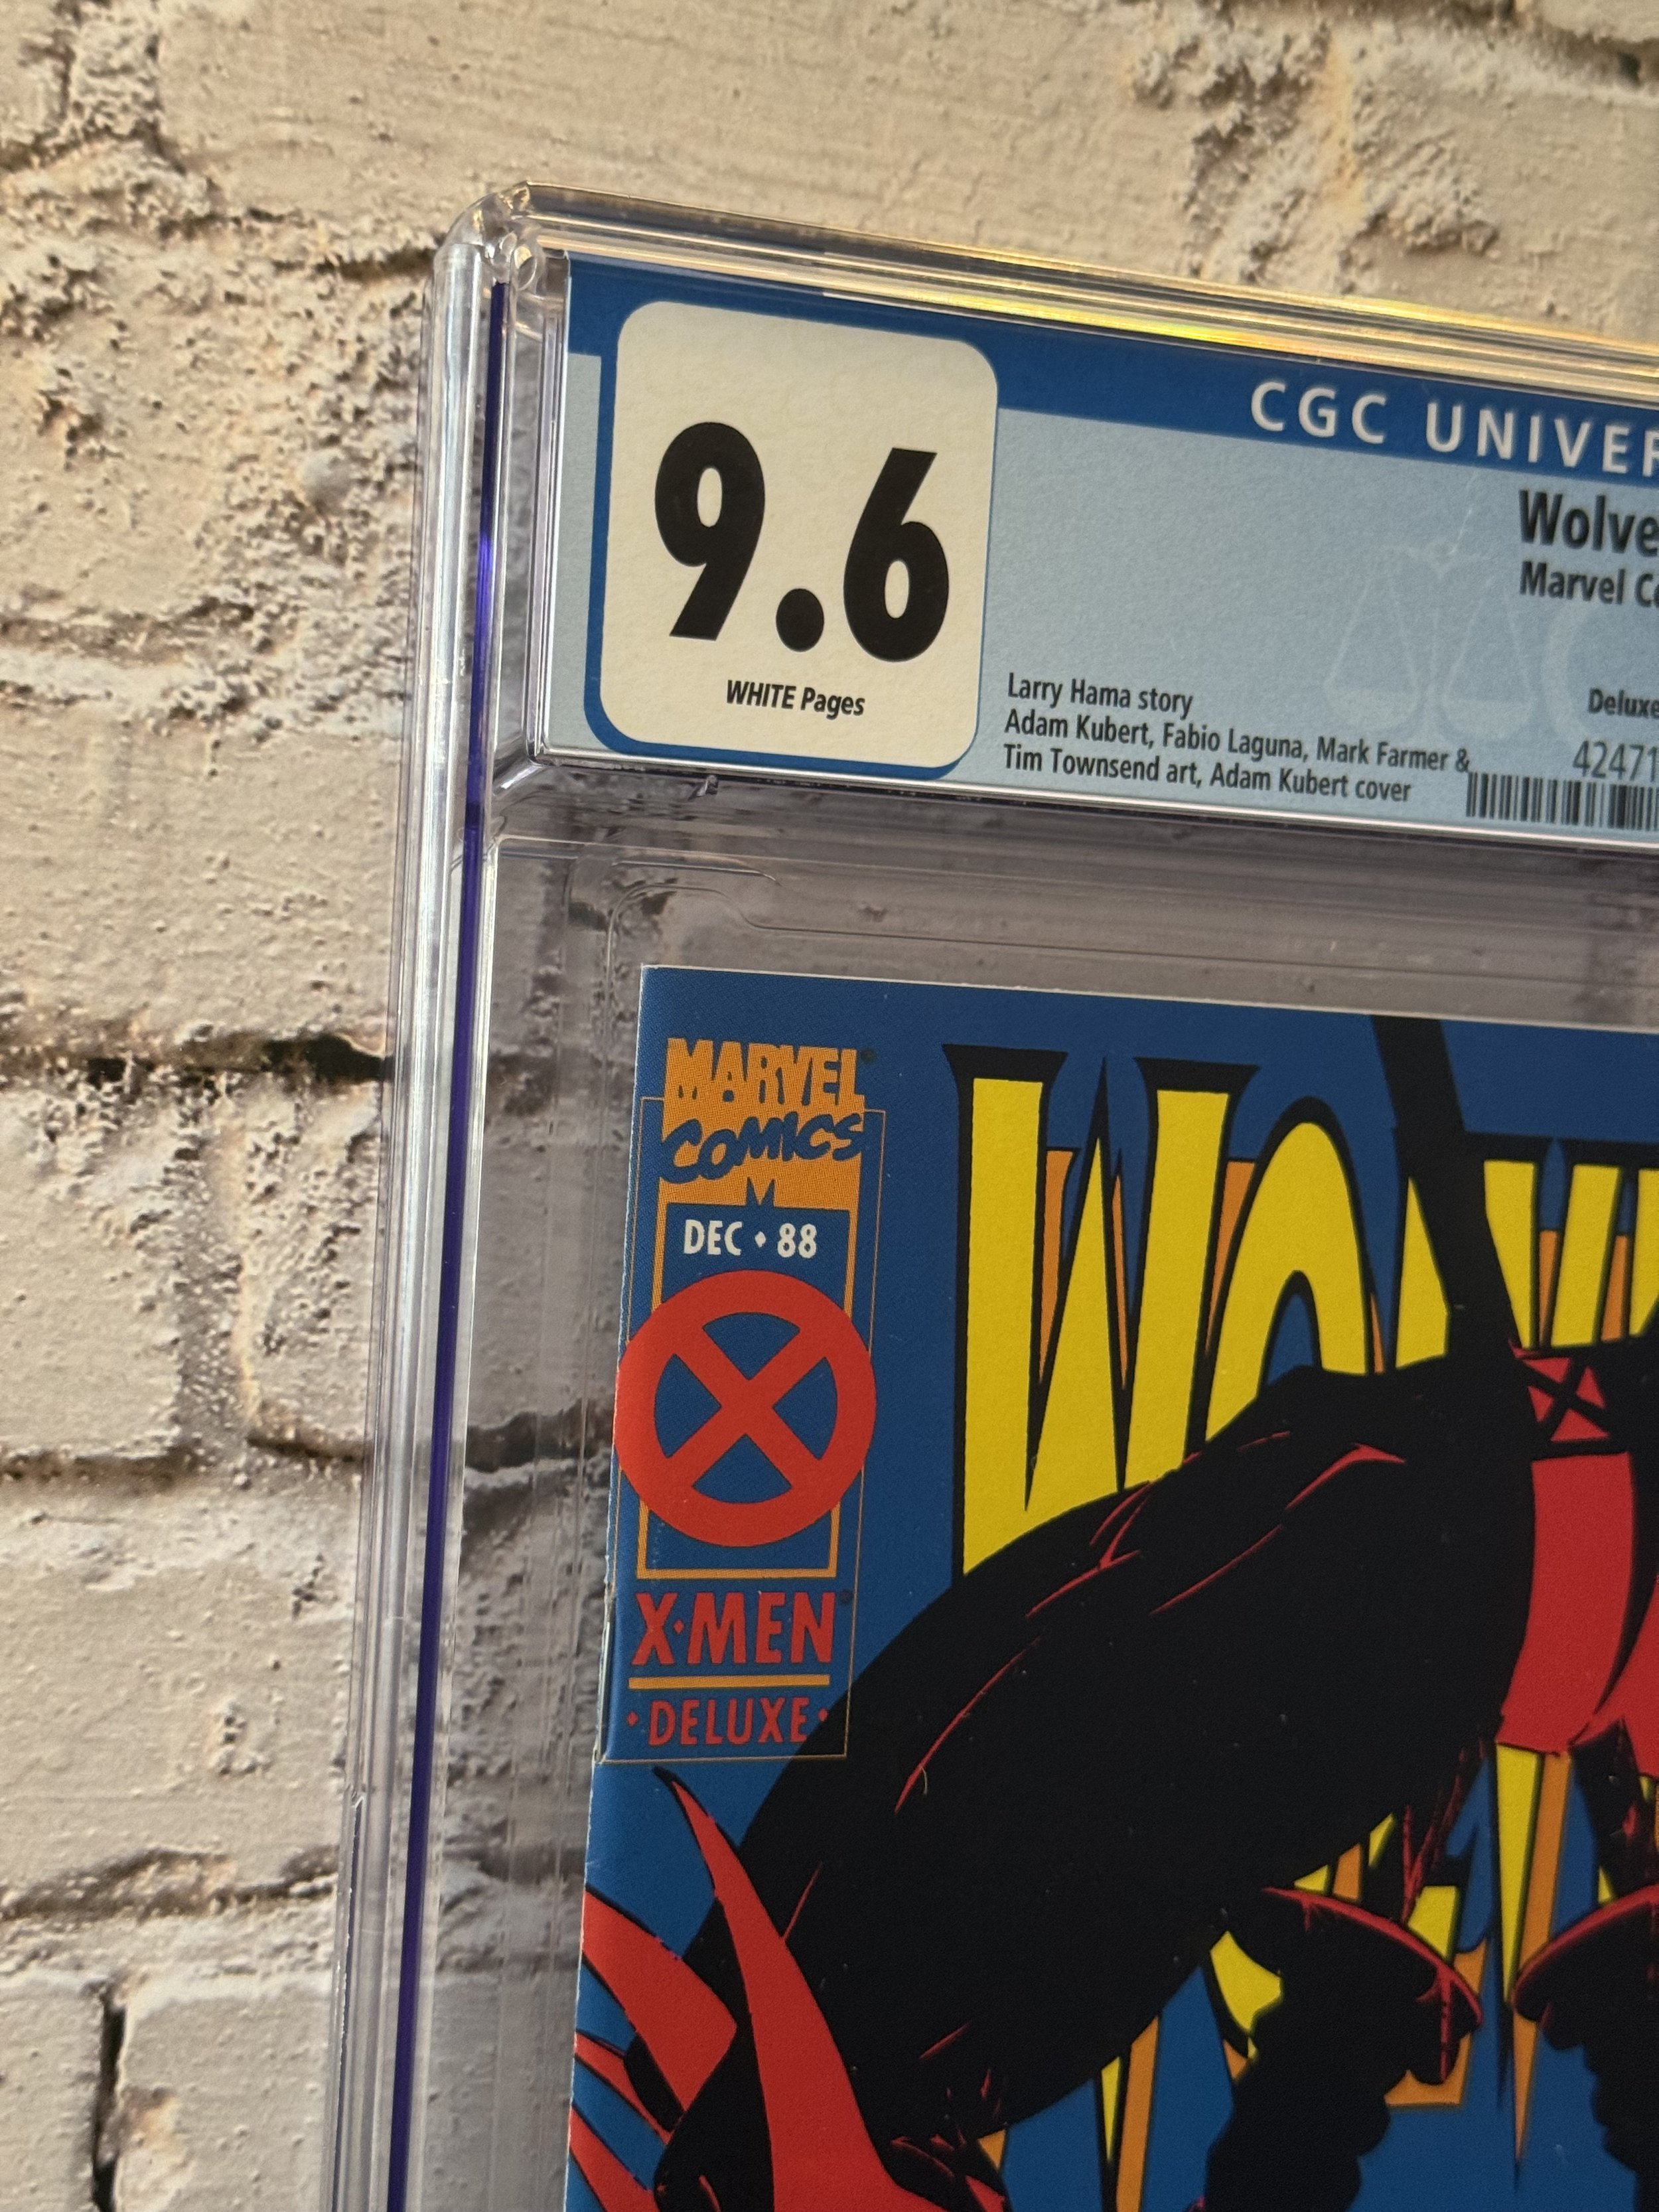 CGC UNIVER
9.6
WHITE Pages
Wolve
Marvel Co
Larry Hama story
Adam Kubert, Fabio Laguna, Mark Farmer &
Tim Townsend art, Adam Kubert cover
Deluxe
42471
MARVEL
COMICS
M
DEC • 88
X•MEN
•DELUXE•
WOLV